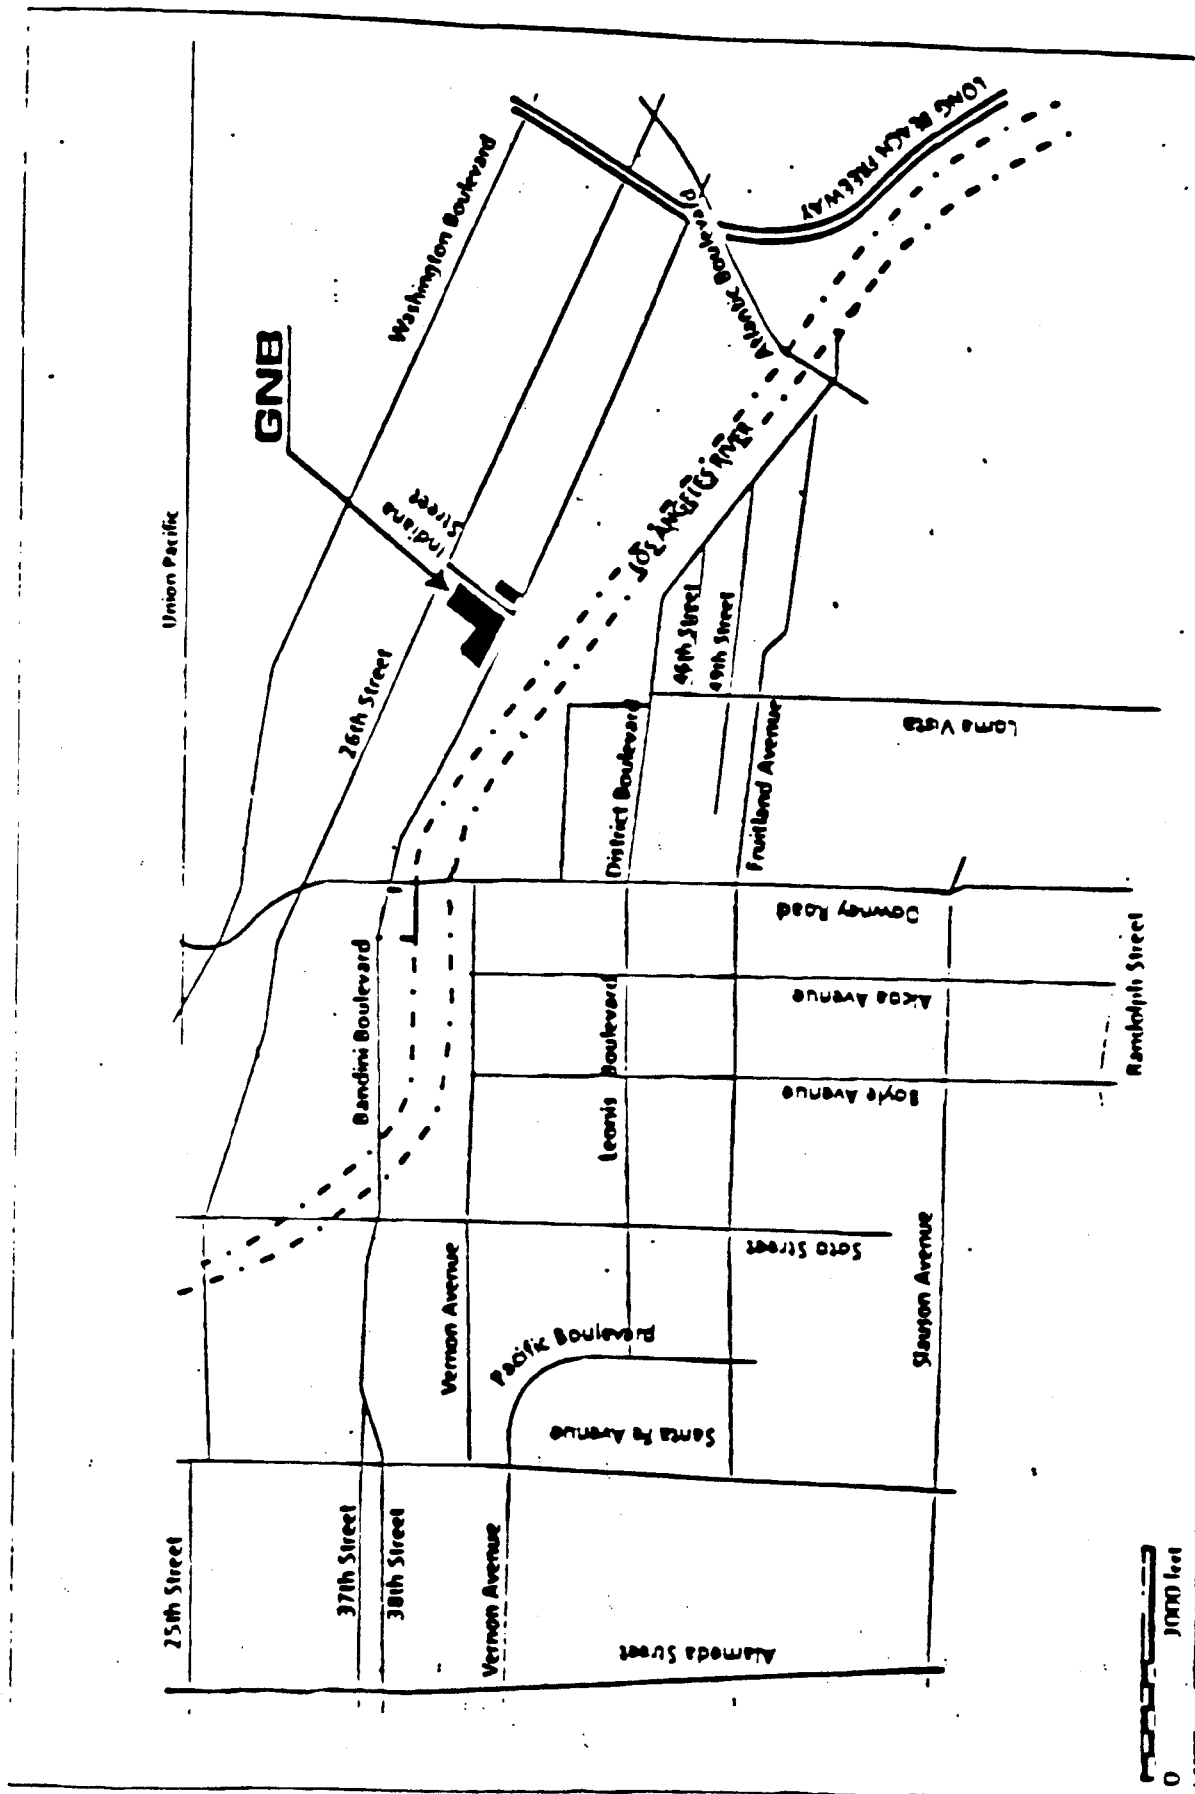 GNB
Union Pacific
Washington Boulevard
Indiana
Street
26th Street
Atlantic Boulevard
LONG BEACH FREEWAY
LOS ANGELES RIVER
Bandini Boulevard
District Boulevard
46th Street
49th Street
Fruitland Avenue
Loma Vista
Downey Road
Leonis Boulevard
Alcoa Avenue
Boyle Avenue
Randolph Street
Vernon Avenue
Pacific Boulevard
Soto Street
Slauson Avenue
Santa Fe Avenue
25th Street
37th Street
38th Street
Vernon Avenue
Alameda Street
0 3000 feet